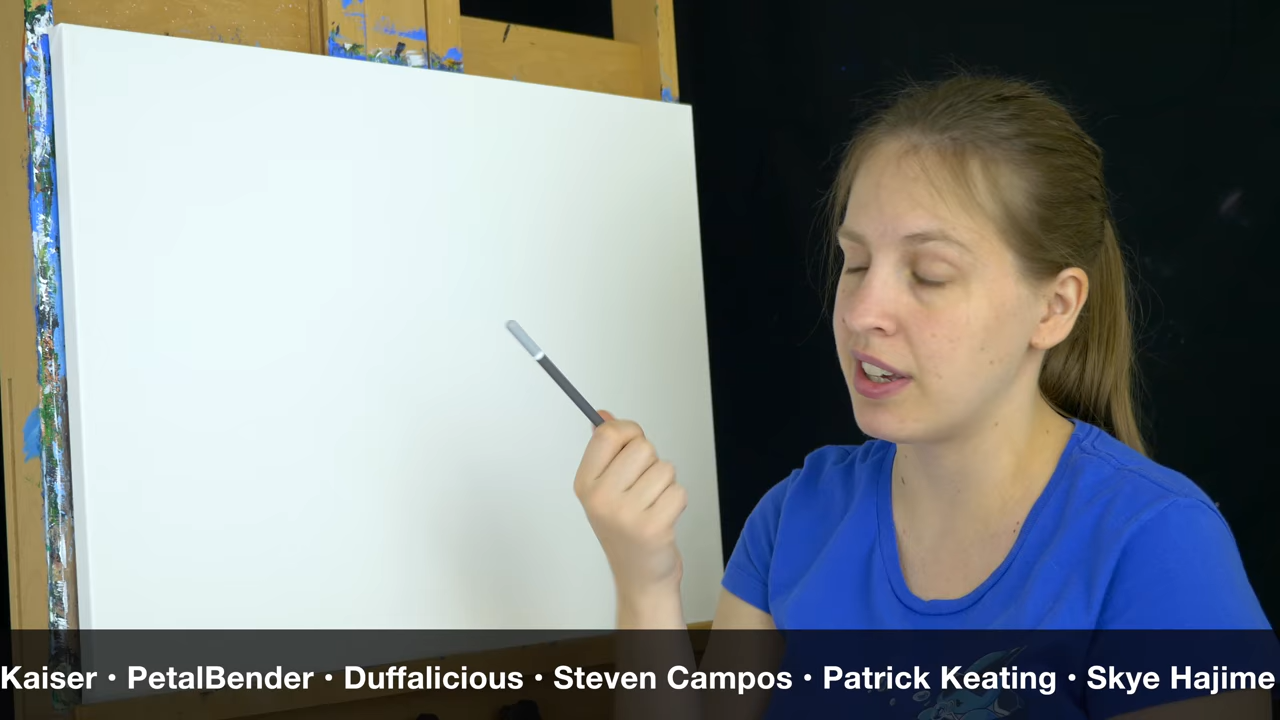 Kaiser • PetalBender • Duffalicious • Steven Campos • Patrick Keating • Skye Hajime